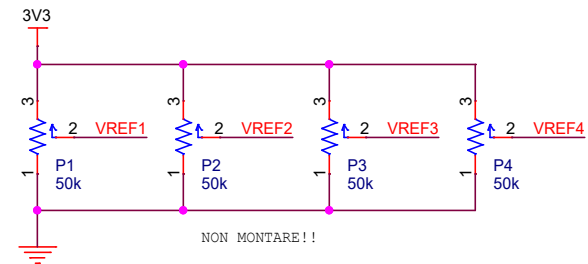 3V3
3 3 3 3
2 VREF1 2 VREF2 2 VREF3 2 VREF4
1 1 1 1
P1 P2 P3 P4
50k 50k 50k 50k
NON MONTARE!!